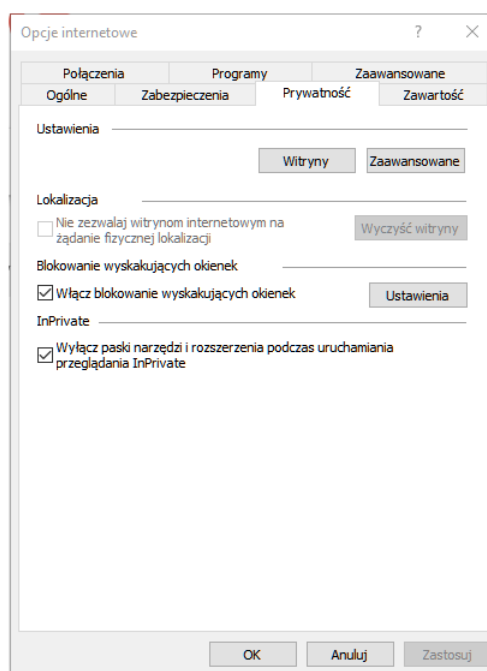 Opcje internetowe ?
Połączenia Programy Zaawansowane
Ogólne Zabezpieczenia Prywatność Zawartość
Ustawienia
Witryny Zaawansowane
Lokalizacja
Nie zezwalaj witrynom internetowym na
żądanie fizycznej lokalizacji
Wyczyść witryny
Blokowanie wyskakujących okienek
Włącz blokowanie wyskakujących okienek Ustawienia
InPrivate
Wyłącz paski narzędzi i rozszerzenia podczas uruchamiania
przeglądania InPrivate
OK Anuluj Zastosuj